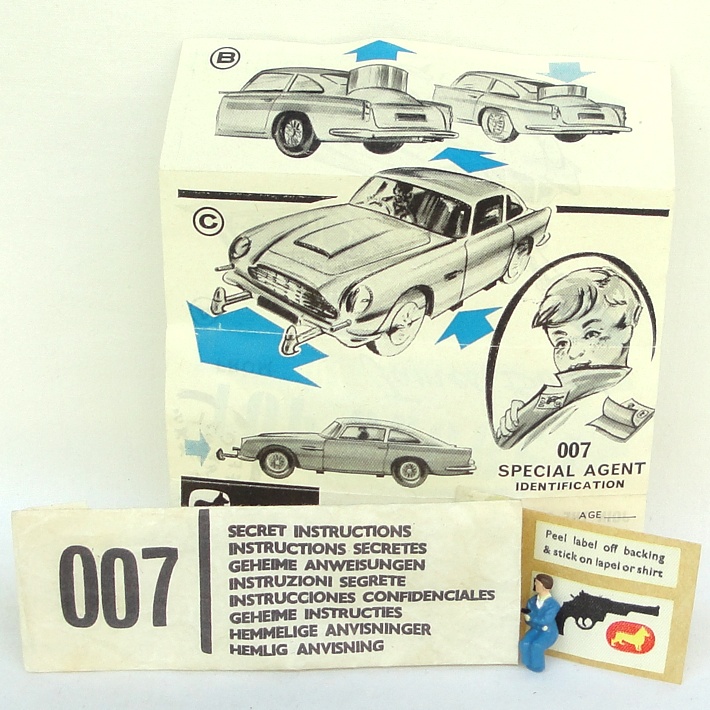 B
C
007
SPECIAL AGENT
IDENTIFICATION
AGE
007
SECRET INSTRUCTIONS
INSTRUCTIONS SECRETES
GEHEIME ANWEISUNGEN
ISTRUZIONI SEGRETE
INSTRUCCIONES CONFIDENCIALES
GEHEIME INSTRUCTIES
HEMMELIGE ANVISNINGER
HEMLIG ANVISNING
Peel label off backing
& stick on lapel or shirt